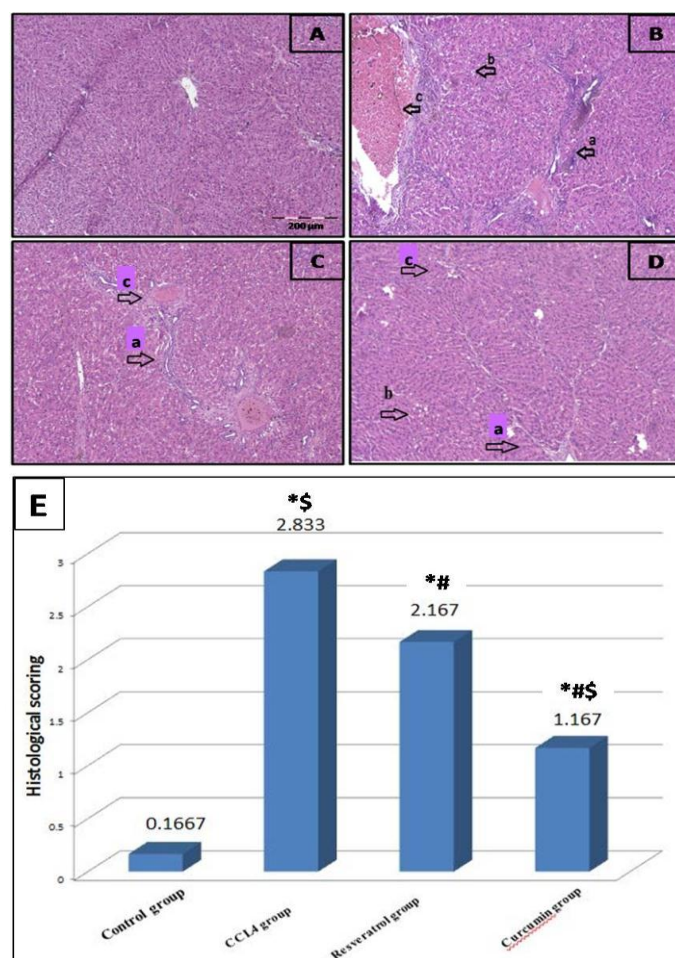 A
200 µm
B
b
c
a
C
c
a
D
c
b
a
E
*$
2.833
*#
2.167
*#$
1.167
0.1667
Histological scoring
3
2.5
2
1.5
1
0.5
0
Control group
CCL4 group
Resveratrol group
Curcumin group